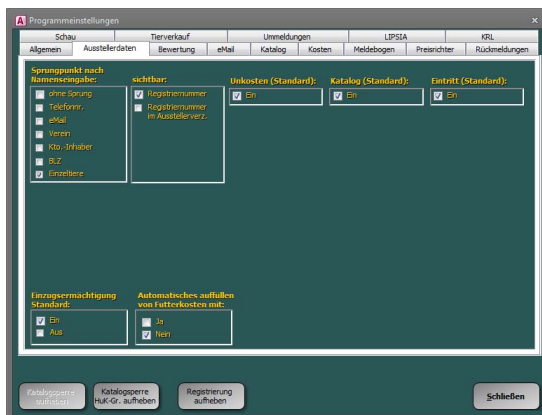 Programmeinstellungen
Schau Tierverkauf Ummeldungen LIPSIA KRL
Allgemein Ausstellerdaten Bewertung eMail Katalog Kosten Meldebogen Preisrichter Rückmeldungen
Sprungpunkt nach
Namenseingabe:
ohne Sprung
Telefonnr.
eMail
Verein
Kto.-Inhaber
BLZ
Einzeltiere
sichtbar:
Registriernummer
Registriernummer
im Ausstellerverz.
Unkosten (Standard):
Ein
Katalog (Standard):
Ein
Eintritt (Standard):
Ein
Einzugsermächtigung
Standard:
Ein
Aus
Automatisches auffüllen
von Futterkosten mit:
Ja
Nein
Katalogsperre
aufheben
Katalogsperre
HuK-Gr. aufheben
Registrierung
aufheben
Schließen